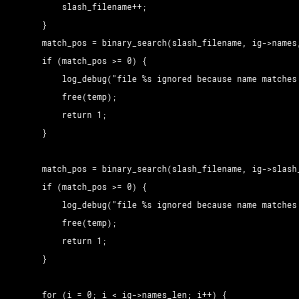 slash_filename++;
}
match_pos = binary_search(slash_filename, ig->names,
if (match_pos >= 0) {
log_debug("file %s ignored because name matches
free(temp);
return 1;
}
match_pos = binary_search(slash_filename, ig->slash_
if (match_pos >= 0) {
log_debug("file %s ignored because name matches
free(temp);
return 1;
}
for (i = 0; i < ig->names_len; i++) {